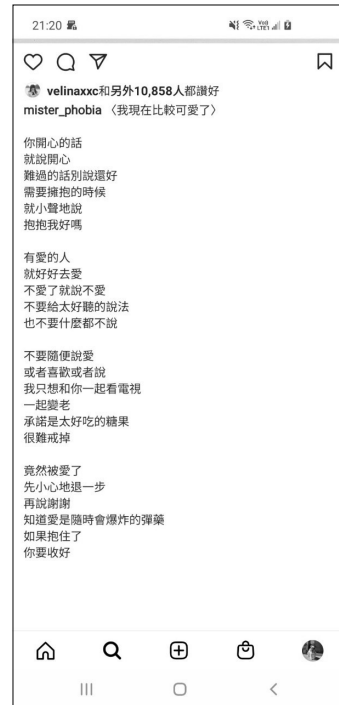 21:20
velinaxxc和另外10,858人都讚好
mister_phobia 〈我現在比較可愛了〉
你開心的話
就說開心
難過的話別說還好
需要擁抱的時候
就小聲地說
抱抱我好嗎
有愛的人
就好好去愛
不愛了就說不愛
不要給太好聽的說法
也不要什麼都不說
不要隨便說愛
或者喜歡或者說
我只想和你一起看電視
一起變老
承諾是太好吃的糖果
很難戒掉
竟然被愛了
先小心地退一步
再說謝謝
知道愛是隨時會爆炸的彈藥
如果抱住了
你要收好